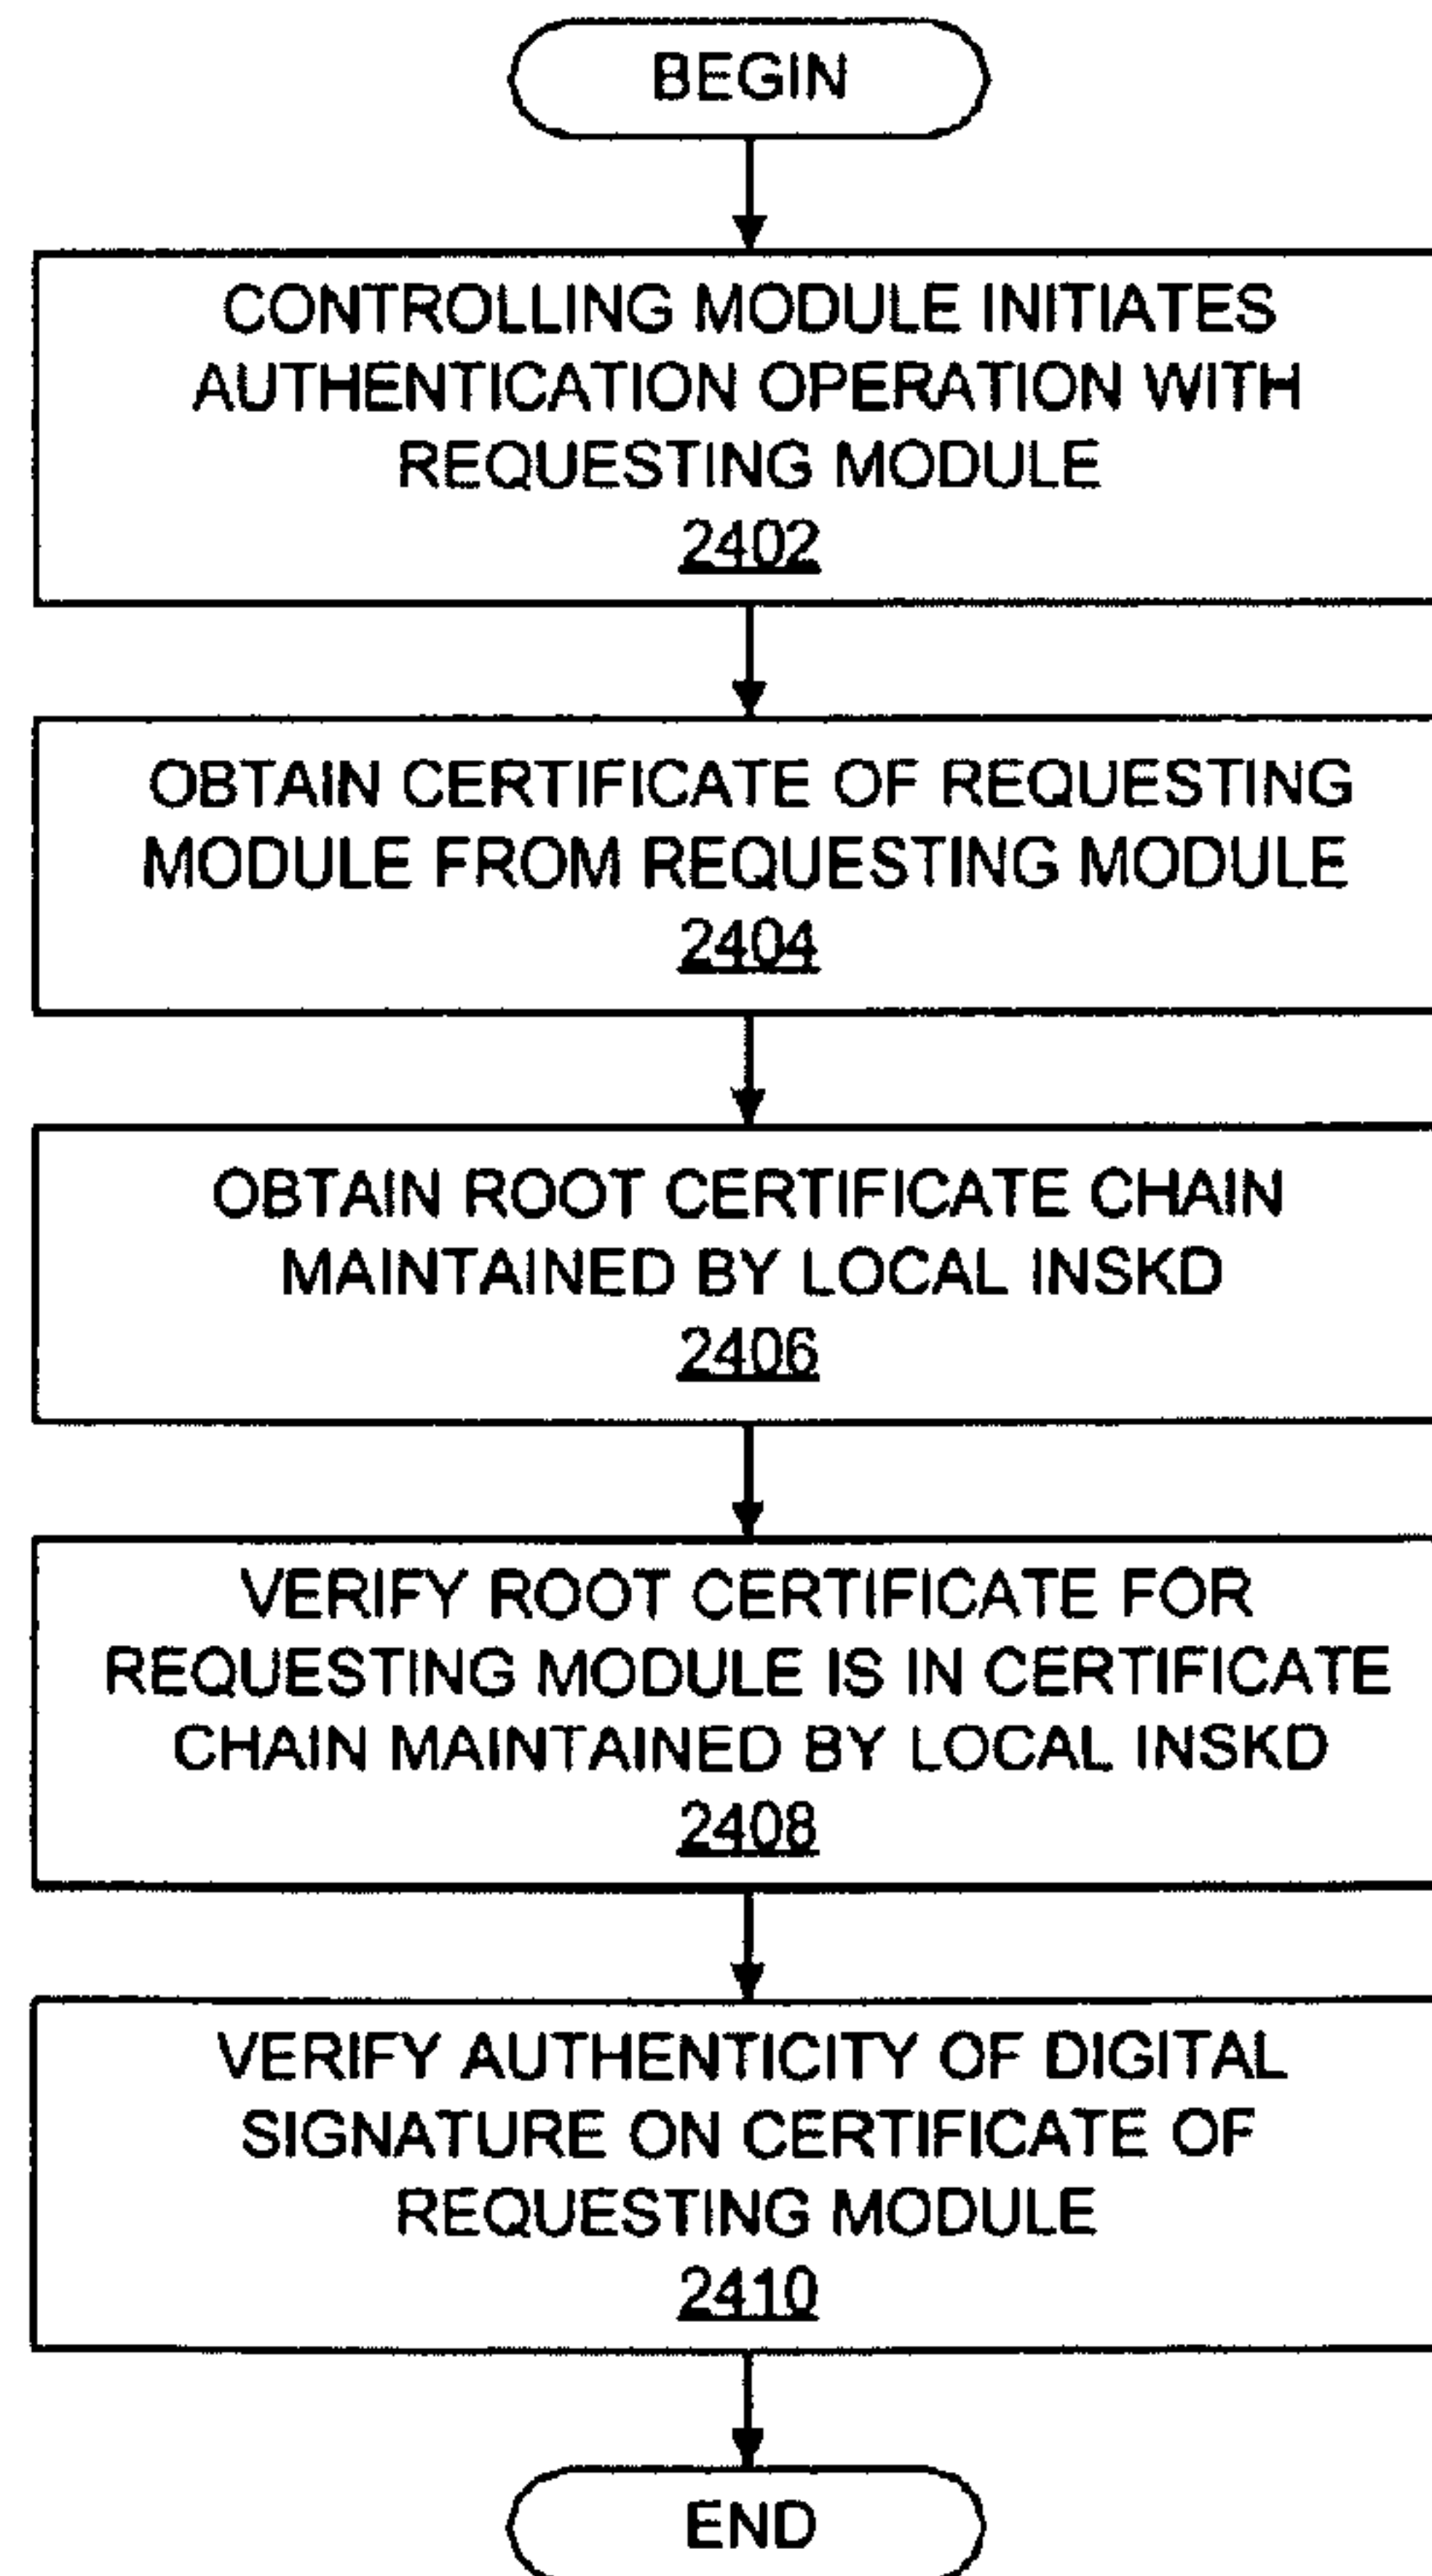 BEGIN
CONTROLLING MODULE INITIATES
AUTHENTICATION OPERATION WITH
REQUESTING MODULE
2402
OBTAIN CERTIFICATE OF REQUESTING
MODULE FROM REQUESTING MODULE
2404
OBTAIN ROOT CERTIFICATE CHAIN
MAINTAINED BY LOCAL INSKD
2406
VERIFY ROOT CERTIFICATE FOR
REQUESTING MODULE IS IN CERTIFICATE
CHAIN MAINTAINED BY LOCAL INSKD
2408
VERIFY AUTHENTICITY OF DIGITAL
SIGNATURE ON CERTIFICATE OF
REQUESTING MODULE
2410
END